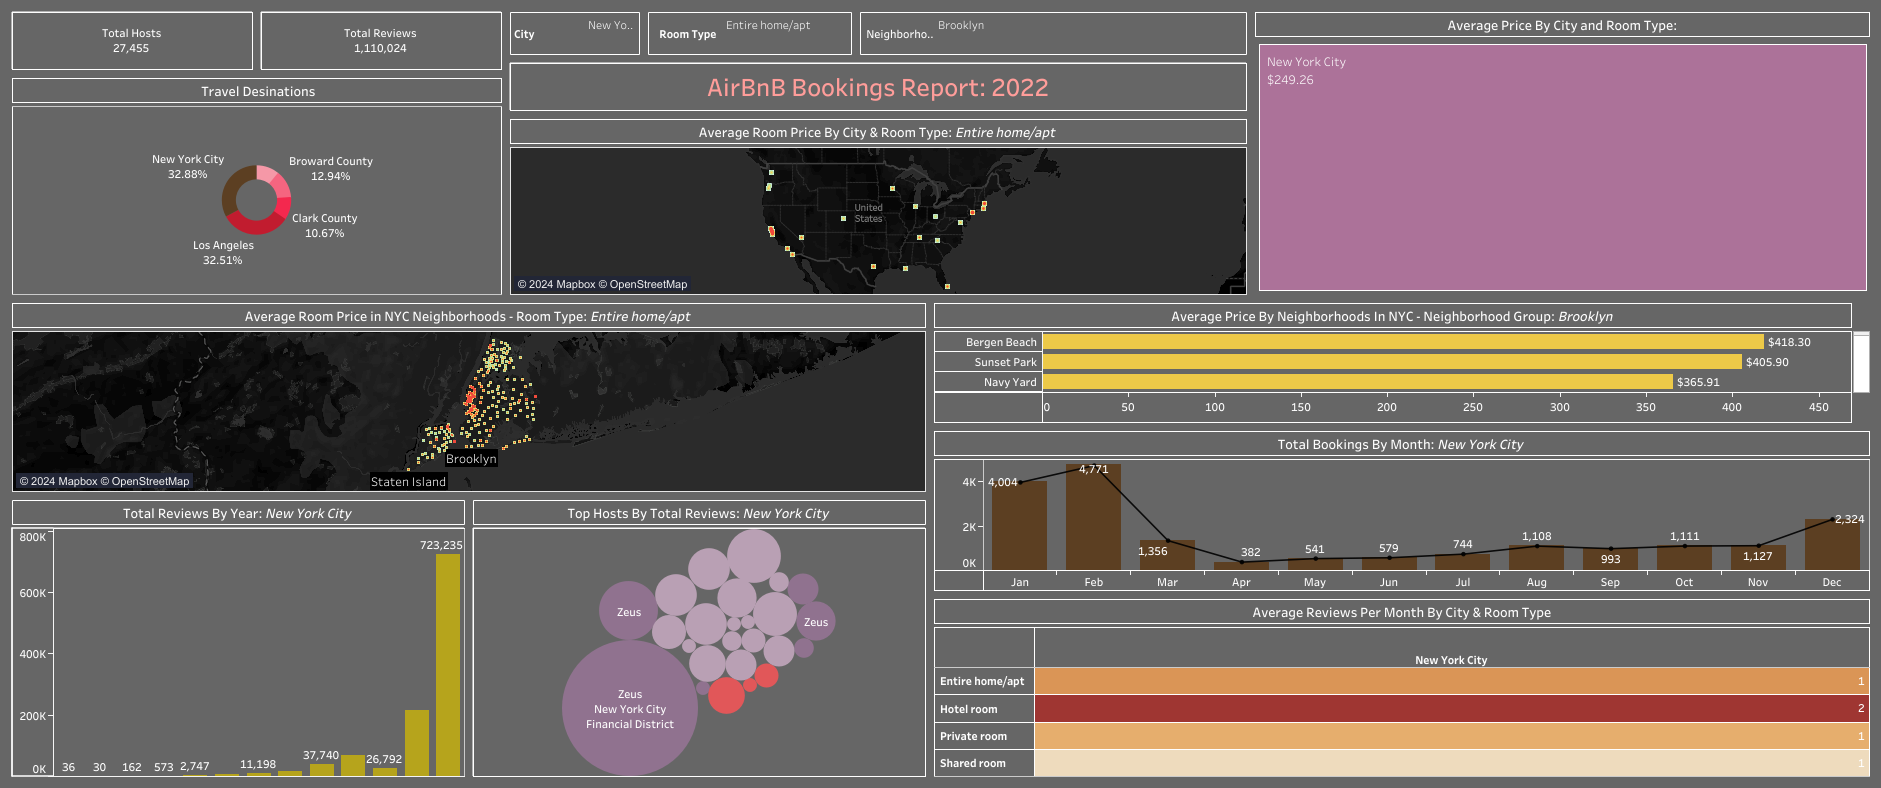 Total Hosts
27,455
Total Reviews
1,110,024
City
New Yo..
Room Type
Entire home/apt
Neighborho..
Brooklyn
Average Price By City and Room Type:
New York City
$249.26
Travel Desinations
New York City
32.88%
Broward County
12.94%
Clark County
10.67%
Los Angeles
32.51%
AirBnB Bookings Report: 2022
Average Room Price By City & Room Type: Entire home/apt
United
States
© 2024 Mapbox © OpenStreetMap
Average Room Price in NYC Neighborhoods - Room Type: Entire home/apt
Brooklyn
Staten Island
© 2024 Mapbox © OpenStreetMap
Average Price By Neighborhoods In NYC - Neighborhood Group: Brooklyn
Bergen Beach
$418.30
Sunset Park
$405.90
Navy Yard
$365.91
0 50 100 150 200 250 300 350 400 450
Total Bookings By Month: New York City
4K
2K
0K
4,004
4,771
1,356
382
541
579
744
1,108
993
1,111
1,127
2,324
Jan Feb Mar Apr May Jun Jul Aug Sep Oct Nov Dec
Total Reviews By Year: New York City
800K
600K
400K
200K
0K
36 30 162 573 2,747 11,198 37,740 26,792 723,235
Top Hosts By Total Reviews: New York City
Zeus
Zeus
Zeus
New York City
Financial District
Average Reviews Per Month By City & Room Type
New York City
Entire home/apt 1
Hotel room 2
Private room 1
Shared room 1